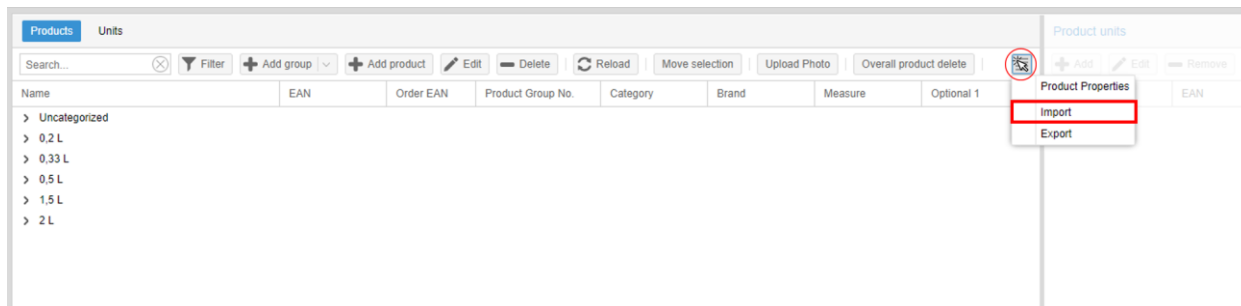 Products Units Product units
Search... Filter Add group Add product Edit Delete Reload Move selection Upload Photo Overall product delete Add Edit Remove
Name EAN Order EAN Product Group No. Category Brand Measure Optional 1 EAN
Product Properties
Import
Export
Uncategorized
0,2 L
0,33 L
0,5 L
1,5 L
2 L